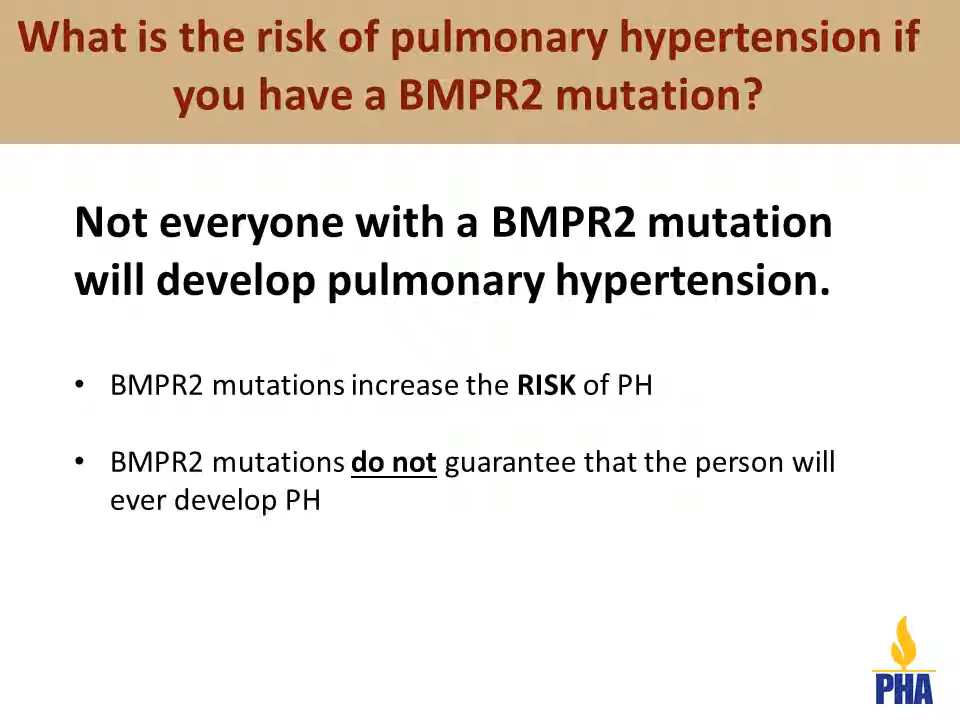 What is the risk of pulmonary hypertension if
you have a BMPR2 mutation?
Not everyone with a BMPR2 mutation
will develop pulmonary hypertension.
• BMPR2 mutations increase the RISK of PH
• BMPR2 mutations do not guarantee that the person will
ever develop PH
PHA